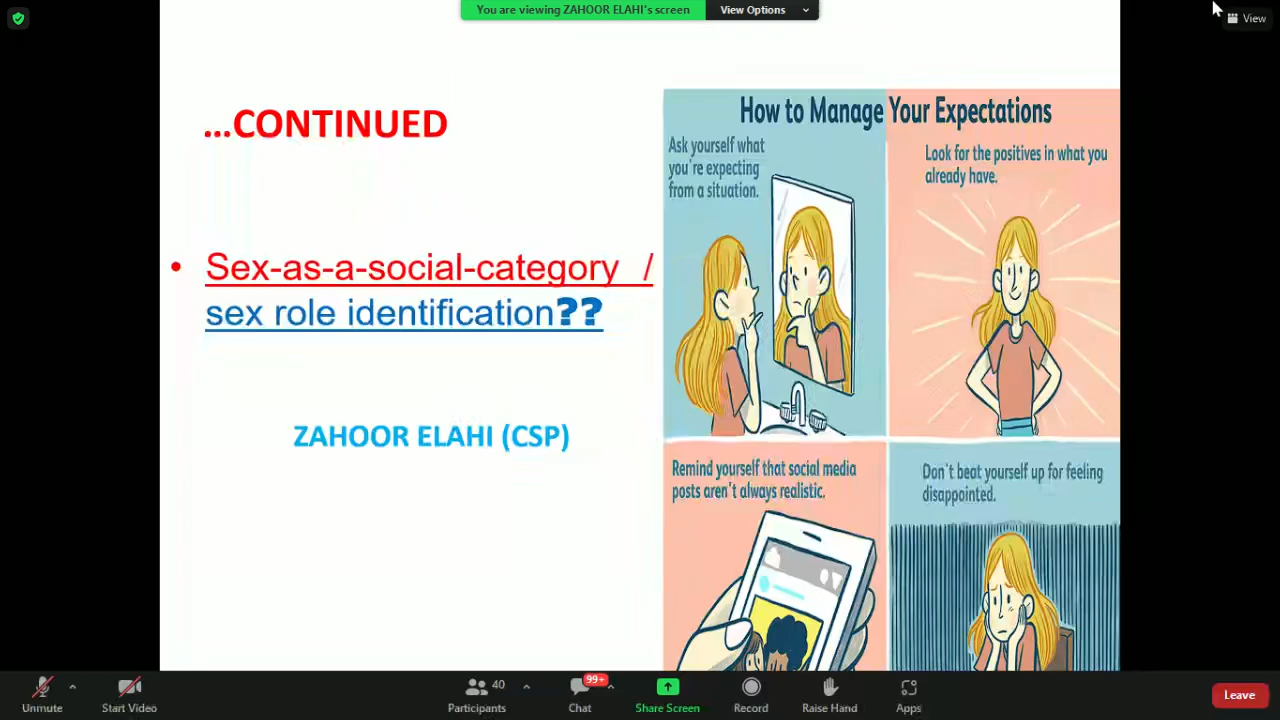 You are viewing ZAHOOR ELAHI's screen
View Options
View
...CONTINUED
• Sex-as-a-social-category /
sex role identification??
ZAHOOR ELAHI (CSP)
How to Manage Your Expectations
Ask yourself what
you're expecting
from a situation.
Look for the positives in what you
already have.
Remind yourself that social media
posts aren't always realistic.
Don't beat yourself up for feeling
disappointed.
Unmute
Start Video
40
Participants
99+
Chat
Share Screen
Record
Raise Hand
Apps
Leave